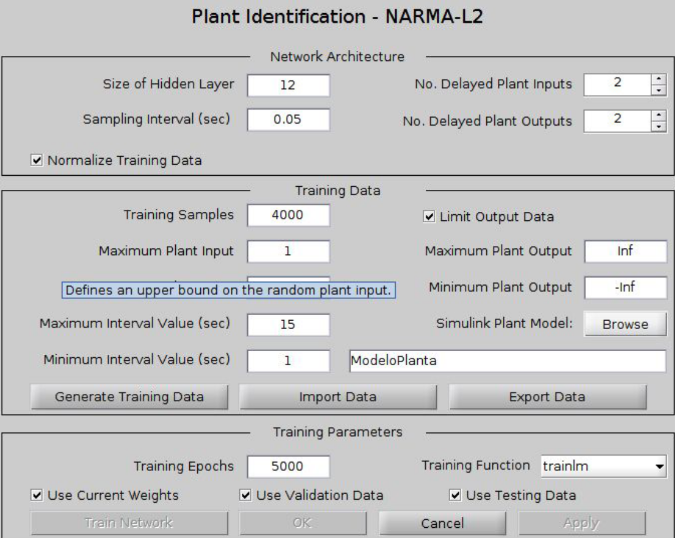 Plant Identification - NARMA-L2
Network Architecture
Size of Hidden Layer 12 No. Delayed Plant Inputs 2
Sampling Interval (sec) 0.05 No. Delayed Plant Outputs 2
Normalize Training Data
Training Data
Training Samples 4000 Limit Output Data
Maximum Plant Input 1 Maximum Plant Output Inf
Defines an upper bound on the random plant input. Minimum Plant Output -Inf
Maximum Interval Value (sec) 15 Simulink Plant Model: Browse
Minimum Interval Value (sec) 1 ModeloPlanta
Generate Training Data Import Data Export Data
Training Parameters
Training Epochs 5000 Training Function trainlm
Use Current Weights Use Validation Data Use Testing Data
Train Network OK Cancel Apply